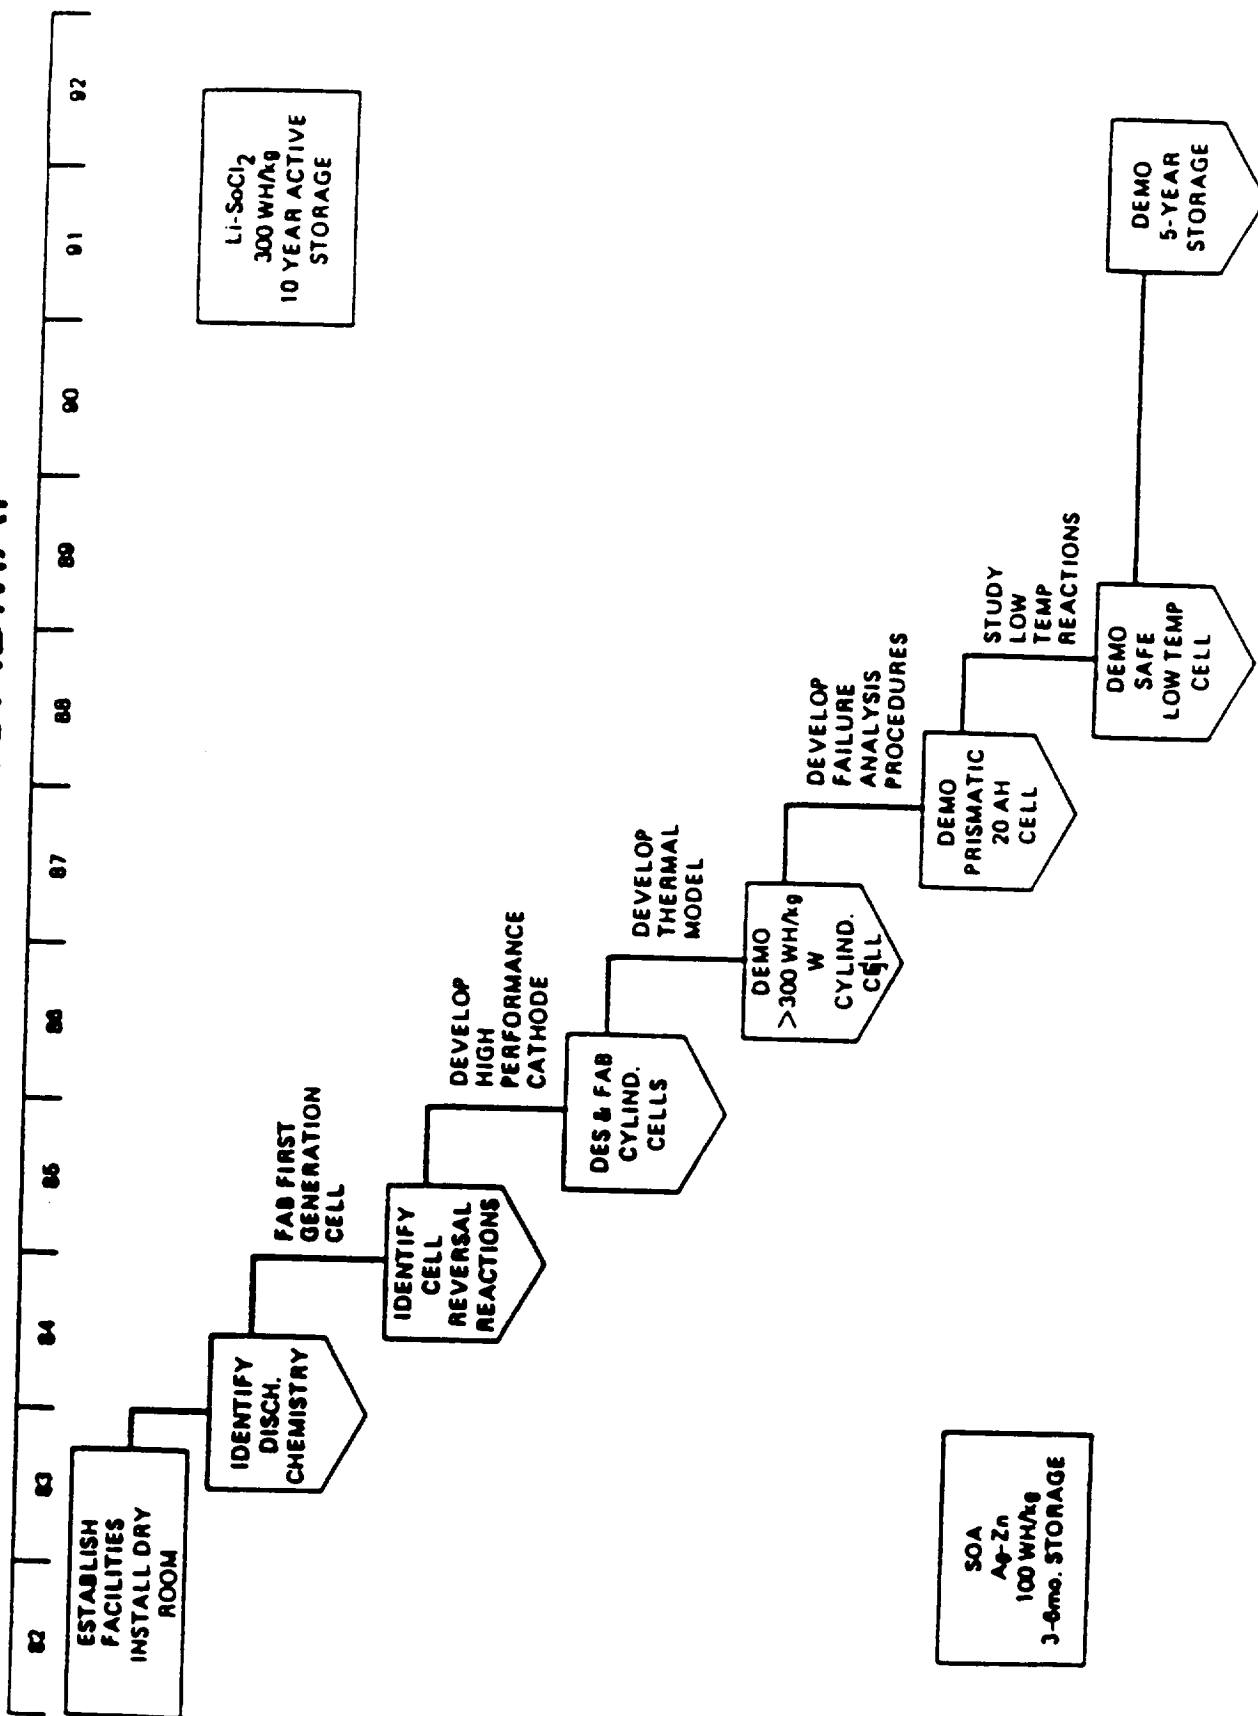 82
83
84
85
86
87
88
89
90
91
92
ESTABLISH
FACILITIES
INSTALL DRY
ROOM
IDENTIFY
DISCH.
CHEMISTRY
FAB FIRST
GENERATION
CELL
IDENTIFY
CELL
REVERSAL
REACTIONS
DEVELOP
HIGH
PERFORMANCE
CATHODE
DES & FAB
CYLIND.
CELLS
DEVELOP
THERMAL
MODEL
DEMO
>300 WH/kg
W
CYLIND.
CELL
DEVELOP
FAILURE
ANALYSIS
PROCEDURES
DEMO
PRISMATIC
20 AH
CELL
STUDY
LOW
TEMP
REACTIONS
DEMO
SAFE
LOW TEMP
CELL
DEMO
5-YEAR
STORAGE
Li-SoCl₂
300 WH/kg
10 YEAR ACTIVE
STORAGE
SOA
Ag-Zn
100 WH/kg
3-6mo. STORAGE